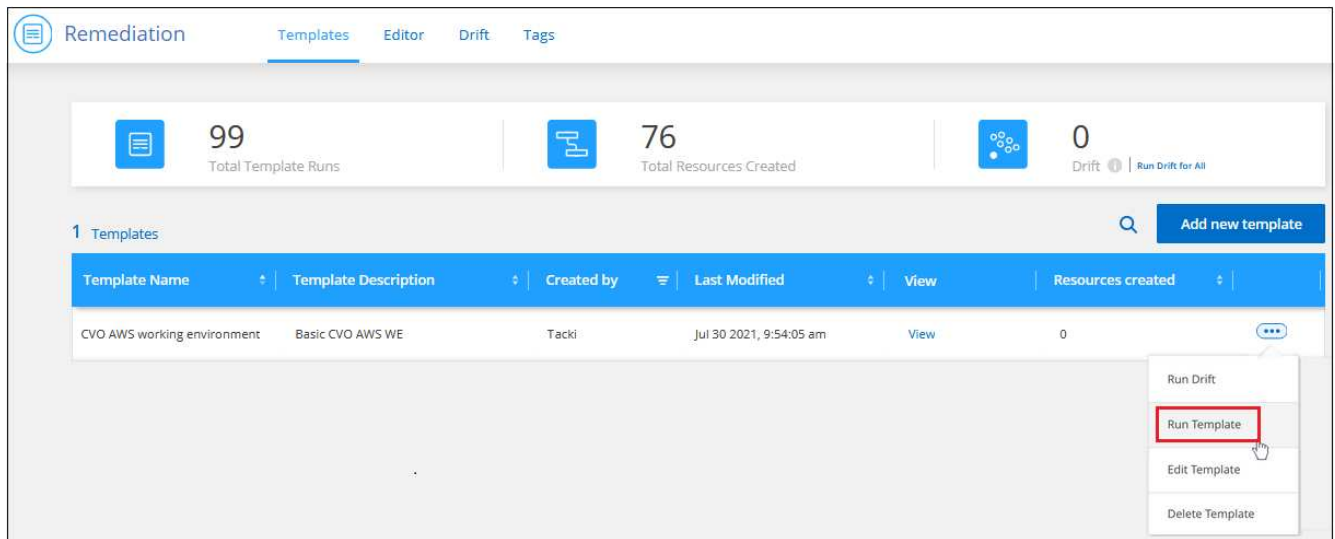 Remediation Templates Editor Drift Tags
99 76 0
Total Template Runs Total Resources Created Drift Run Drift for All
1 Templates Add new template
Template Name Template Description Created by Last Modified View Resources created
CVO AWS working environment Basic CVO AWS WE Tacki Jul 30 2021, 9:54:05 am View 0
Run Drift
Run Template
Edit Template
Delete Template